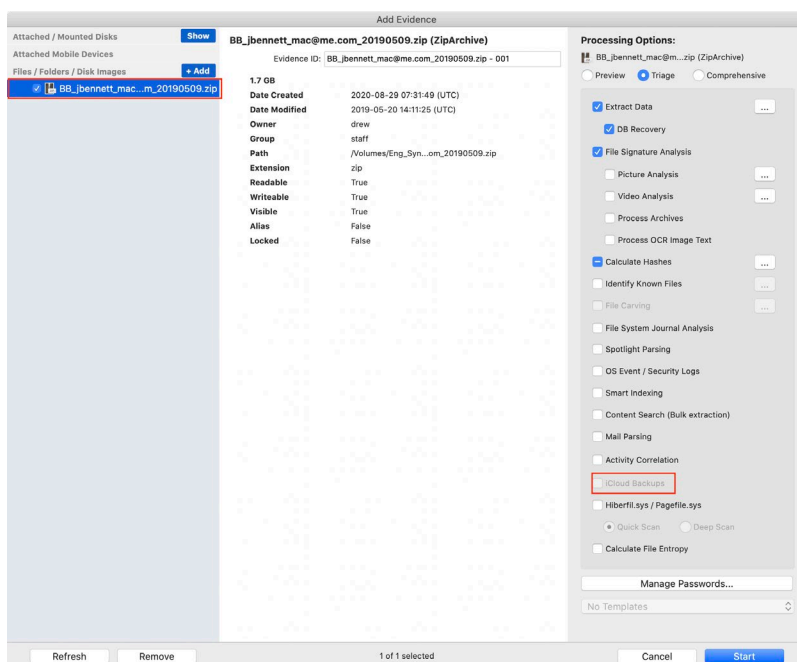 Add Evidence
Attached / Mounted Disks
Show
Attached Mobile Devices
Files / Folders / Disk Images
+ Add
BB_jbennett_mac...m_20190509.zip
BB_jbennett_mac@me.com_20190509.zip (ZipArchive)
Evidence ID: BB_jbennett_mac@me.com_20190509.zip - 001
1.7 GB
Date Created 2020-08-29 07:31:49 (UTC)
Date Modified 2019-05-20 14:11:25 (UTC)
Owner drew
Group staff
Path /Volumes/Eng_Syn...om_20190509.zip
Extension zip
Readable True
Writeable True
Visible True
Alias False
Locked False
Processing Options:
BB_jbennett_mac@m...zip (ZipArchive)
Preview Triage Comprehensive
Extract Data ...
DB Recovery
File Signature Analysis
Picture Analysis ...
Video Analysis ...
Process Archives
Process OCR Image Text
Calculate Hashes ...
Identify Known Files ...
File Carving ...
File System Journal Analysis
Spotlight Parsing
OS Event / Security Logs
Smart Indexing
Content Search (Bulk extraction)
Mail Parsing
Activity Correlation
iCloud Backups
Hiberfil.sys / Pagefile.sys
Quick Scan Deep Scan
Calculate File Entropy
Manage Passwords...
No Templates
Refresh Remove 1 of 1 selected Cancel Start